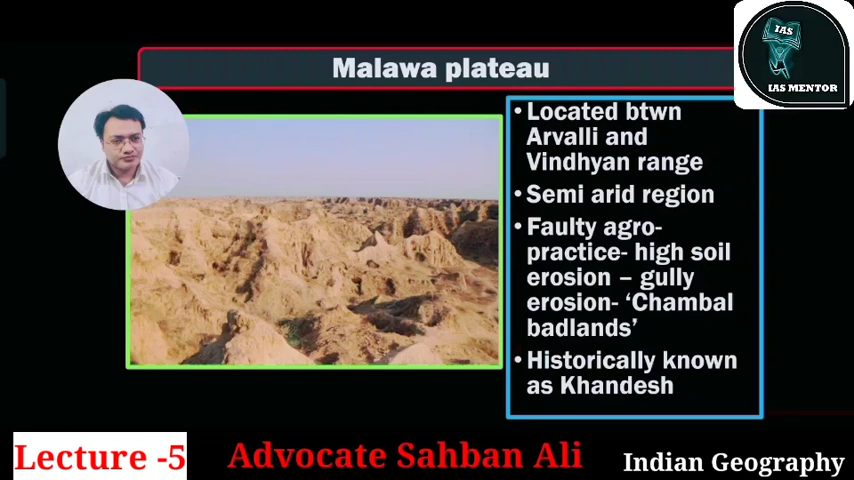 IAS
IAS MENTOR
Malawa plateau
• Located btwn
Arvalli and
Vindhyan range
• Semi arid region
• Faulty agro-
practice- high soil
erosion – gully
erosion- ‘Chambal
badlands’
• Historically known
as Khandesh
Lecture -5
Advocate Sahban Ali
Indian Geography